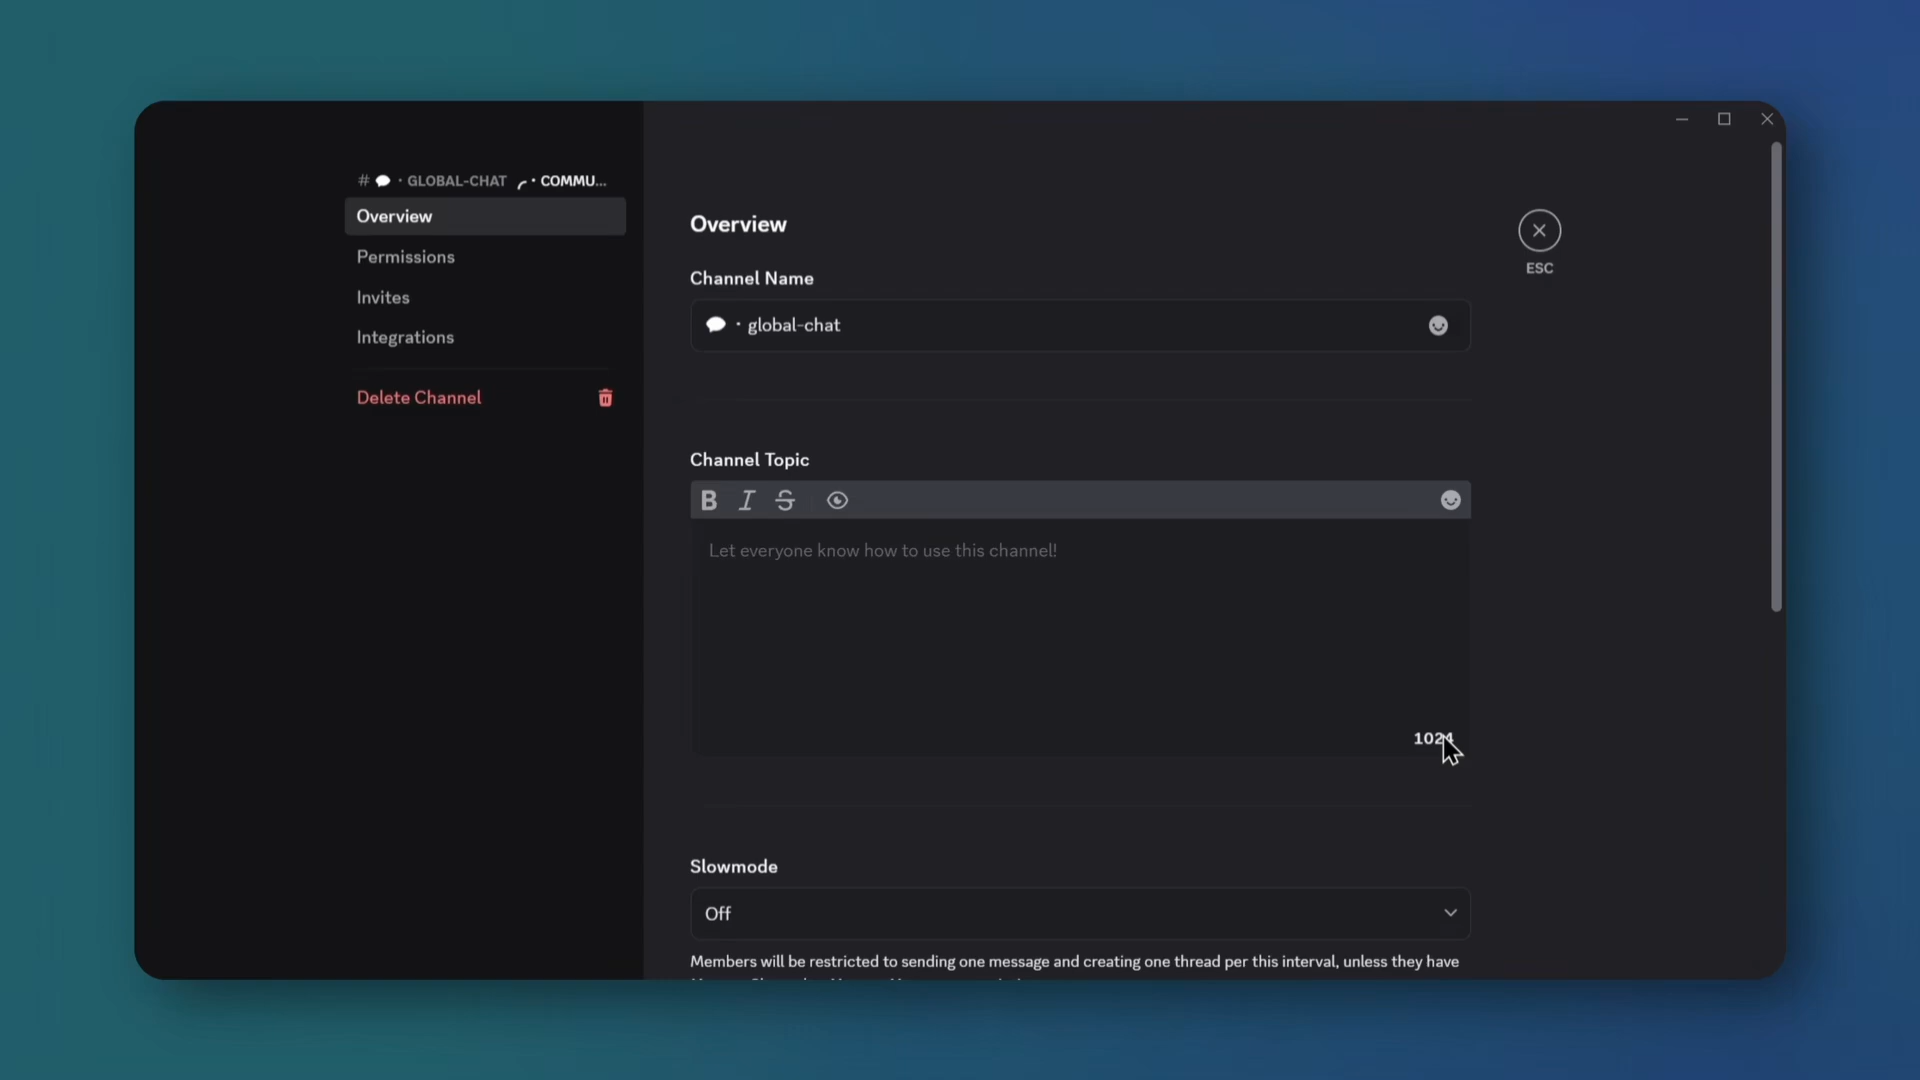 # 💬・GLOBAL-CHAT ・COMMU...
Overview
Permissions
Invites
Integrations
Delete Channel
Overview
ESC
Channel Name
💬・global-chat
Channel Topic
B I S
Let everyone know how to use this channel!
1024
Slowmode
Off
Members will be restricted to sending one message and creating one thread per this interval, unless they have